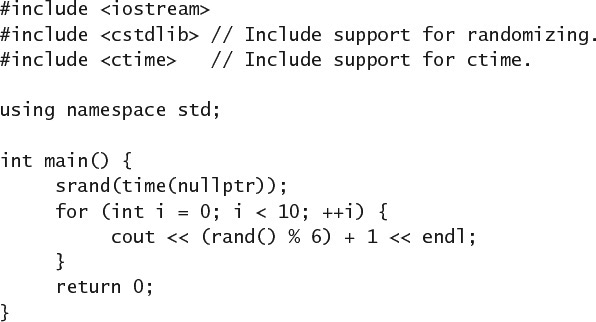 #include <iostream>
#include <cstdlib> // Include support for randomizing.
#include <ctime>   // Include support for ctime.

using namespace std;

int main() {
     srand(time(nullptr));
     for (int i = 0; i < 10; ++i) {
          cout << (rand() % 6) + 1 << endl;
     }
     return 0;
}